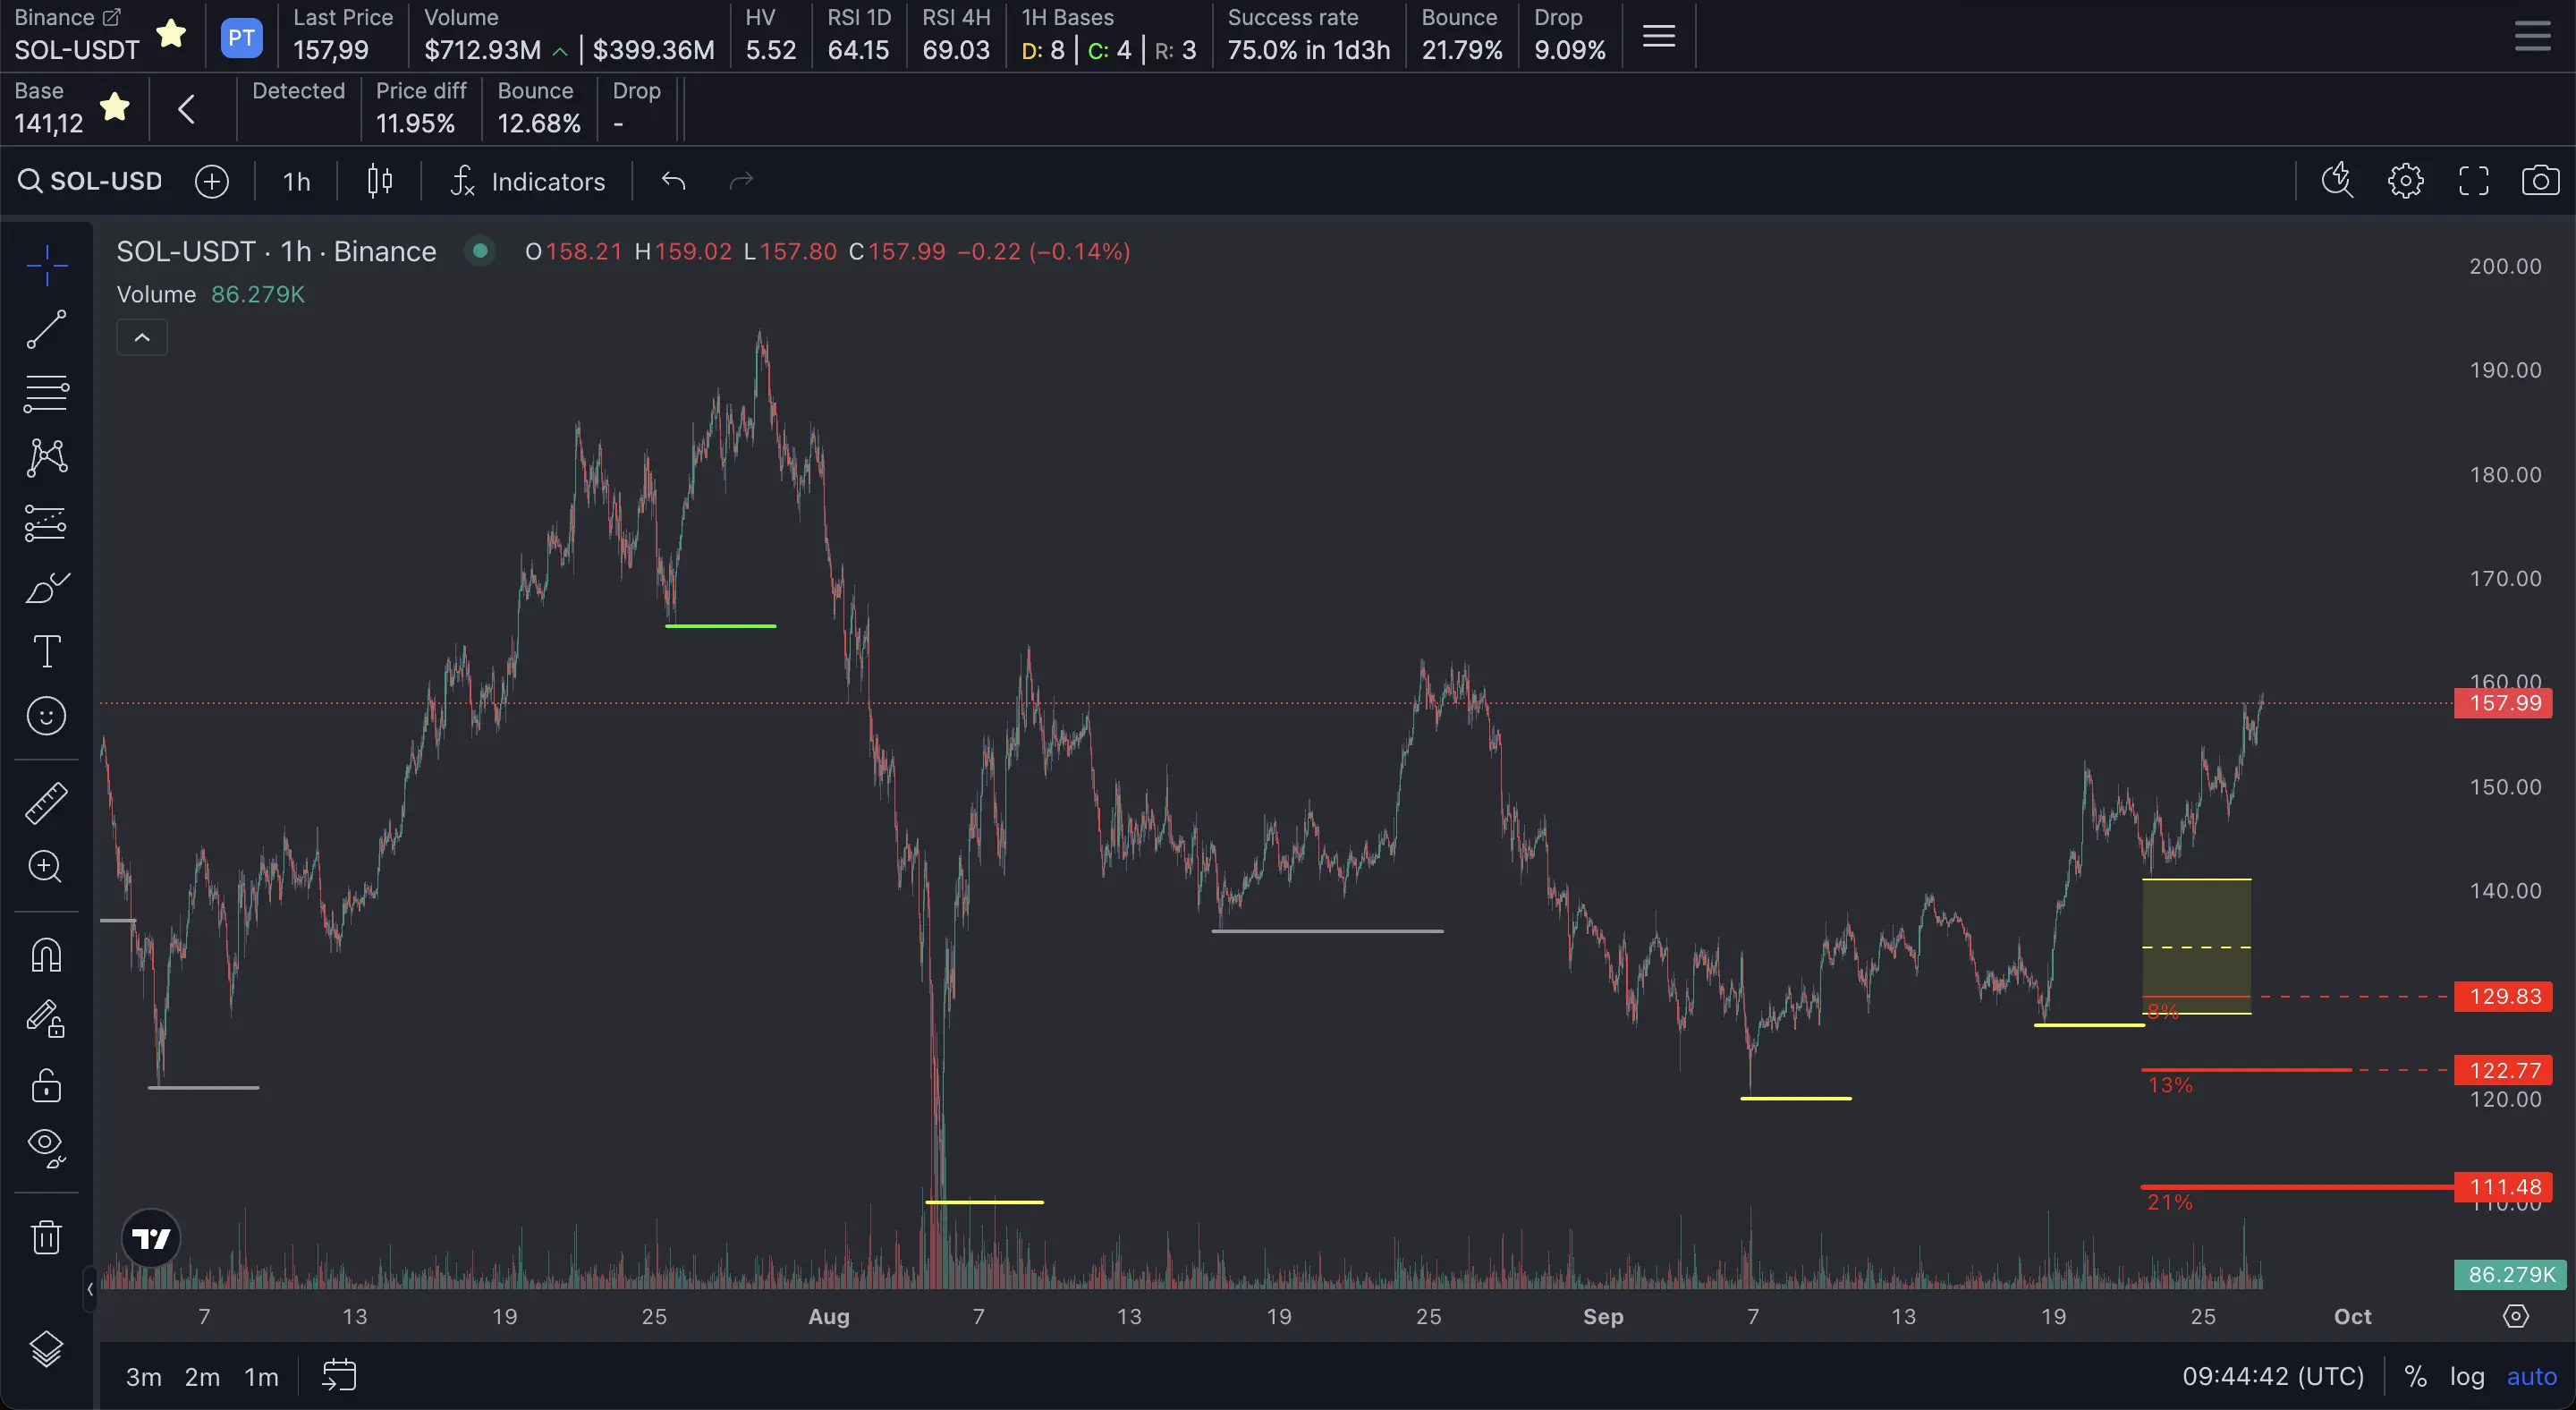 Binance
SOL-USDT
PT
Last Price
157,99
Volume
$712.93M | $399.36M
HV
5.52
RSI 1D
64.15
RSI 4H
69.03
1H Bases
D: 8 | C: 4 | R: 3
Success rate
75.0% in 1d3h
Bounce
21.79%
Drop
9.09%
Base
141,12
Detected
Price diff
11.95%
Bounce
12.68%
Drop
-
SOL-USD
1h
Indicators
SOL-USDT · 1h · Binance
O158.21 H159.02 L157.80 C157.99 −0.22 (−0.14%)
Volume 86.279K
200.00
190.00
180.00
170.00
160.00
157.99
150.00
140.00
129.83
8%
122.77
13%
120.00
111.48
21%
110.00
86.279K
7 13 19 25 Aug 7 13 19 25 Sep 7 13 19 25 Oct
3m 2m 1m
09:44:42 (UTC) % log auto